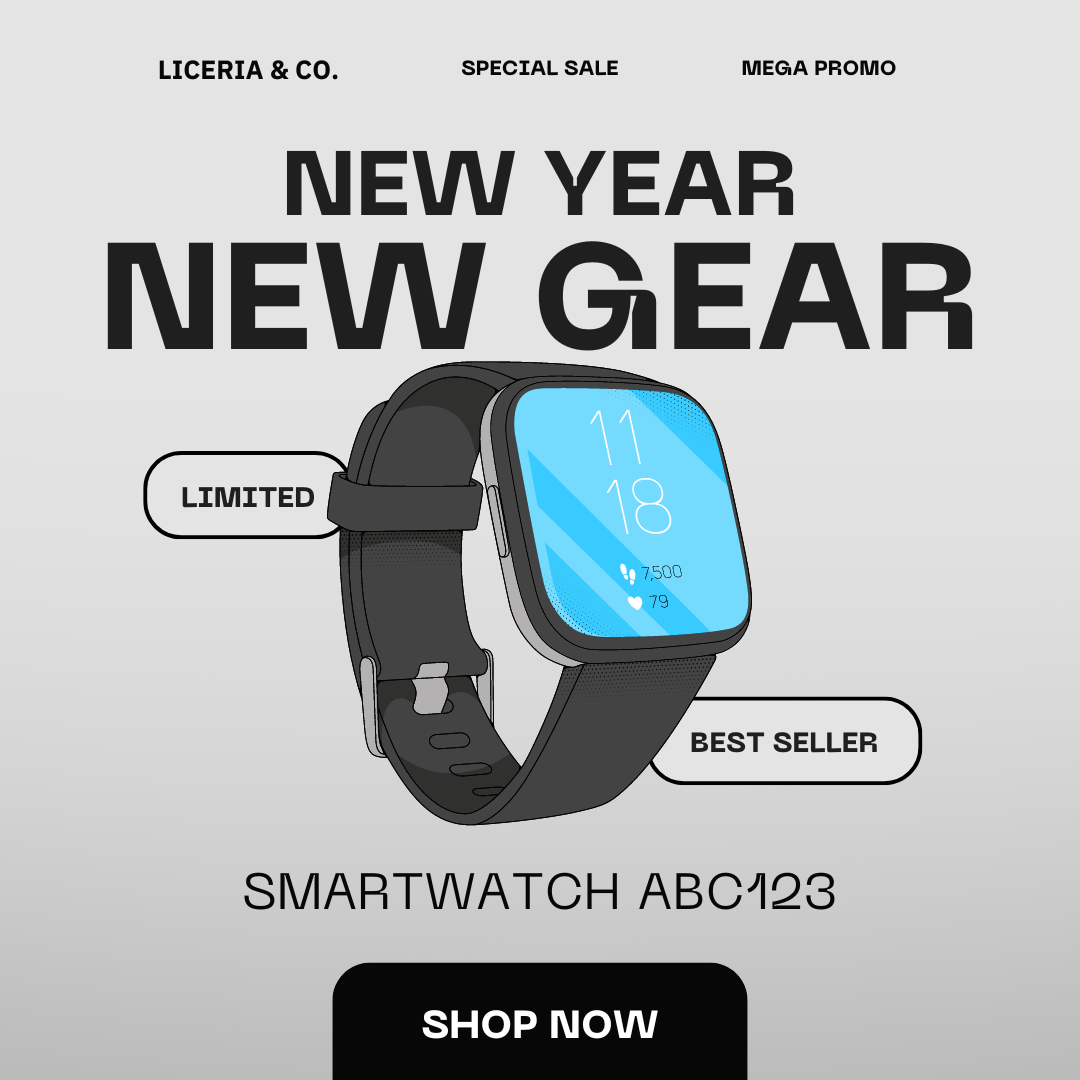 LICERIA & CO. SPECIAL SALE MEGA PROMO
NEW YEAR
NEW GEAR
11
18
LIMITED
7,500
79
BEST SELLER
SMARTWATCH ABC123
SHOP NOW